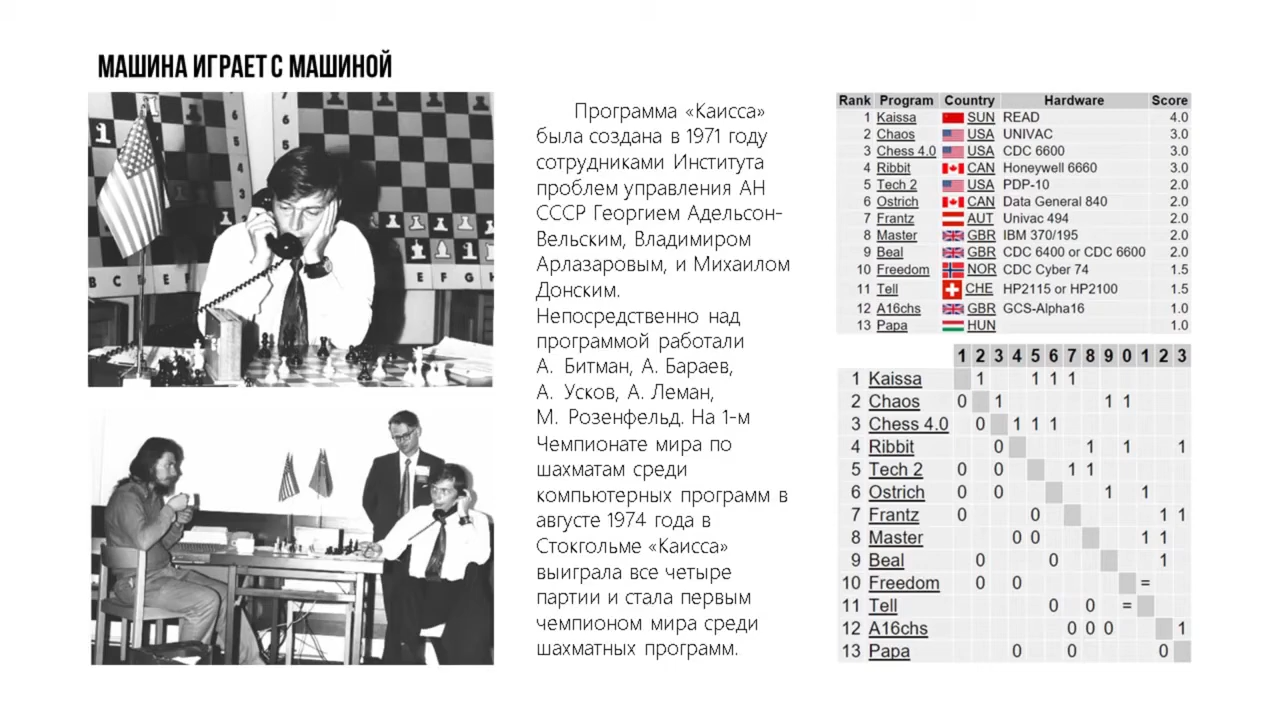 МАШИНА ИГРАЕТ С МАШИНОЙ
Программа «Каисса»
была создана в 1971 году
сотрудниками Института
проблем управления АН
СССР Георгием Адельсон-
Вельским, Владимиром
Арлазаровым, и Михаилом
Донским.
Непосредственно над
программой работали
А. Битман, А. Бараев,
А. Усков, А. Леман,
М. Розенфельд. На 1-м
Чемпионате мира по
шахматам среди
компьютерных программ в
августе 1974 года в
Стокгольме «Каисса»
выиграла все четыре
партии и стала первым
чемпионом мира среди
шахматных программ.
Rank Program Country Hardware Score
1 Kaissa SUN READ 4.0
2 Chaos USA UNIVAC 3.0
3 Chess 4.0 USA CDC 6600 3.0
4 Ribbit CAN Honeywell 6660 3.0
5 Tech 2 USA PDP-10 2.0
6 Ostrich CAN Data General 840 2.0
7 Frantz AUT Univac 494 2.0
8 Master GBR IBM 370/195 2.0
9 Beal GBR CDC 6400 or CDC 6600 2.0
10 Freedom NOR CDC Cyber 74 1.5
11 Tell CHE HP2115 or HP2100 1.5
12 A16chs GBR GCS-Alpha16 1.0
13 Papa HUN 1.0
1 2 3 4 5 6 7 8 9 0 1 2 3
1 Kaissa 1 1 1 1
2 Chaos 0 1 1 1
3 Chess 4.0 0 1 1 1
4 Ribbit 0 1 1 1
5 Tech 2 0 0 1 1
6 Ostrich 0 0 1 1
7 Frantz 0 0 1 1
8 Master 0 0 1 1
9 Beal 0 0 1
10 Freedom 0 0 =
11 Tell 0 0 =
12 A16chs 0 0 0 1
13 Papa 0 0 0